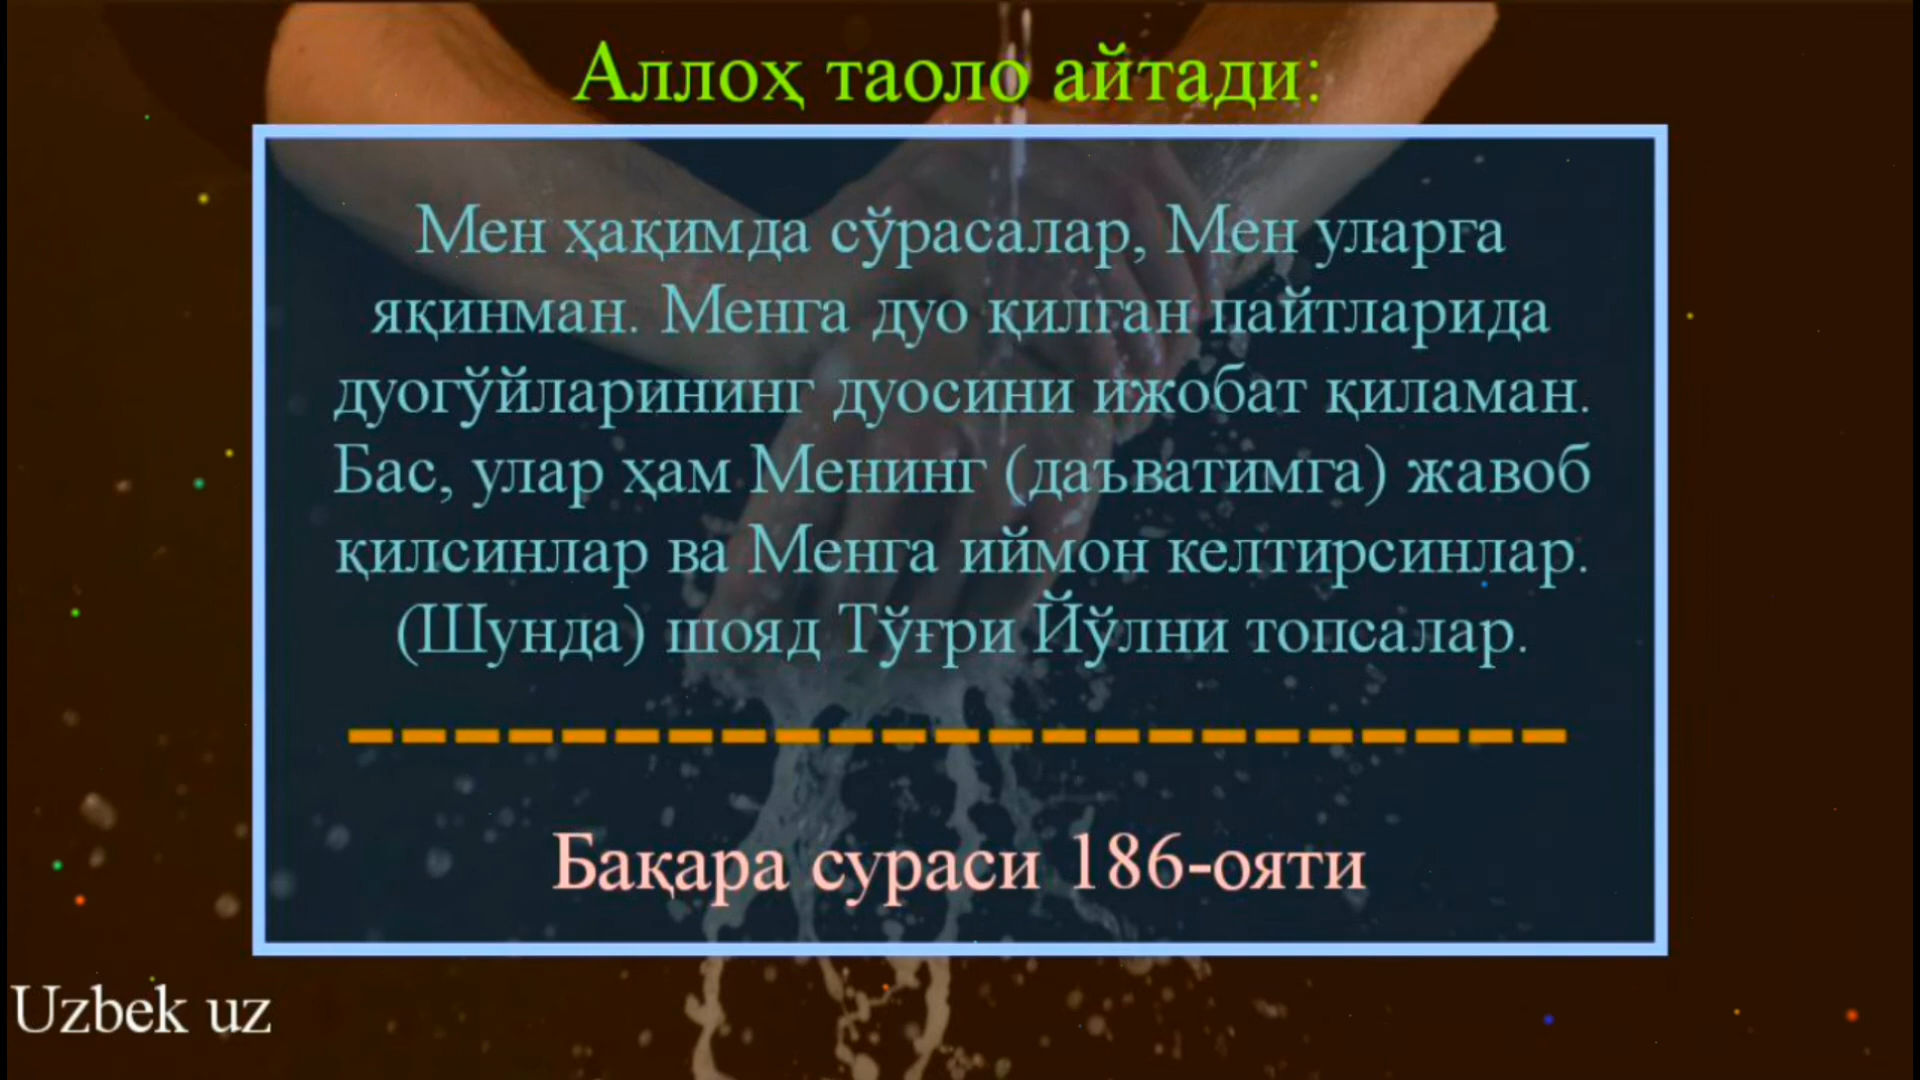 Аллоҳ таоло айтади:
Мен ҳақимда сўрасалар, Мен уларга
яқинман. Менга дуо қилган пайтларида
дуогўйларининг дуосини ижобат қиламан.
Бас, улар ҳам Менинг (даъватимга) жавоб
қилсинлар ва Менга иймон келтирсинлар.
(Шунда) шояд Тўғри Йўлни топсалар.
Бақара сураси 186-ояти
Uzbek uz